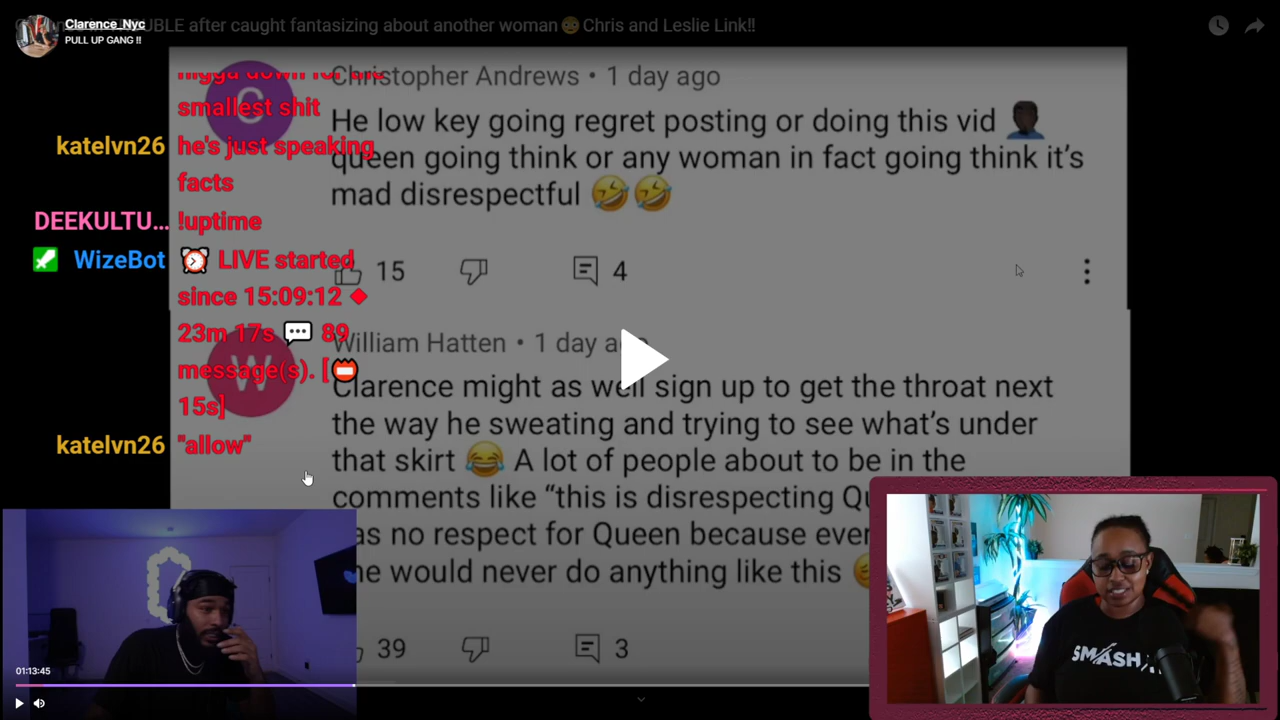 Clarence_Nyc
PULL UP GANG !!
UBLE after caught fantasizing about another woman😳Chris and Leslie Link!!
nigga down for the
smallest shit
katelvn26 he's just speaking
facts
DEEKULTU... !uptime
WizeBot ⏰ LIVE started
since 15:09:12 ♦
23m 17s 💬 89
message(s). [📛
15s]
katelvn26 "allow"
C
Christopher Andrews • 1 day ago
He low key going regret posting or doing this vid 🤦🏿‍♂️
queen going think or any woman in fact going think it's
mad disrespectful 🤣🤣
15
4
W
William Hatten • 1 day a
Clarence might as well sign up to get the throat next
the way he sweating and trying to see what's under
that skirt 😂 A lot of people about to be in the
comments like “this is disrespecting Qu
as no respect for Queen because ever
he would never do anything like this
39
3
01:13:45
SMASH